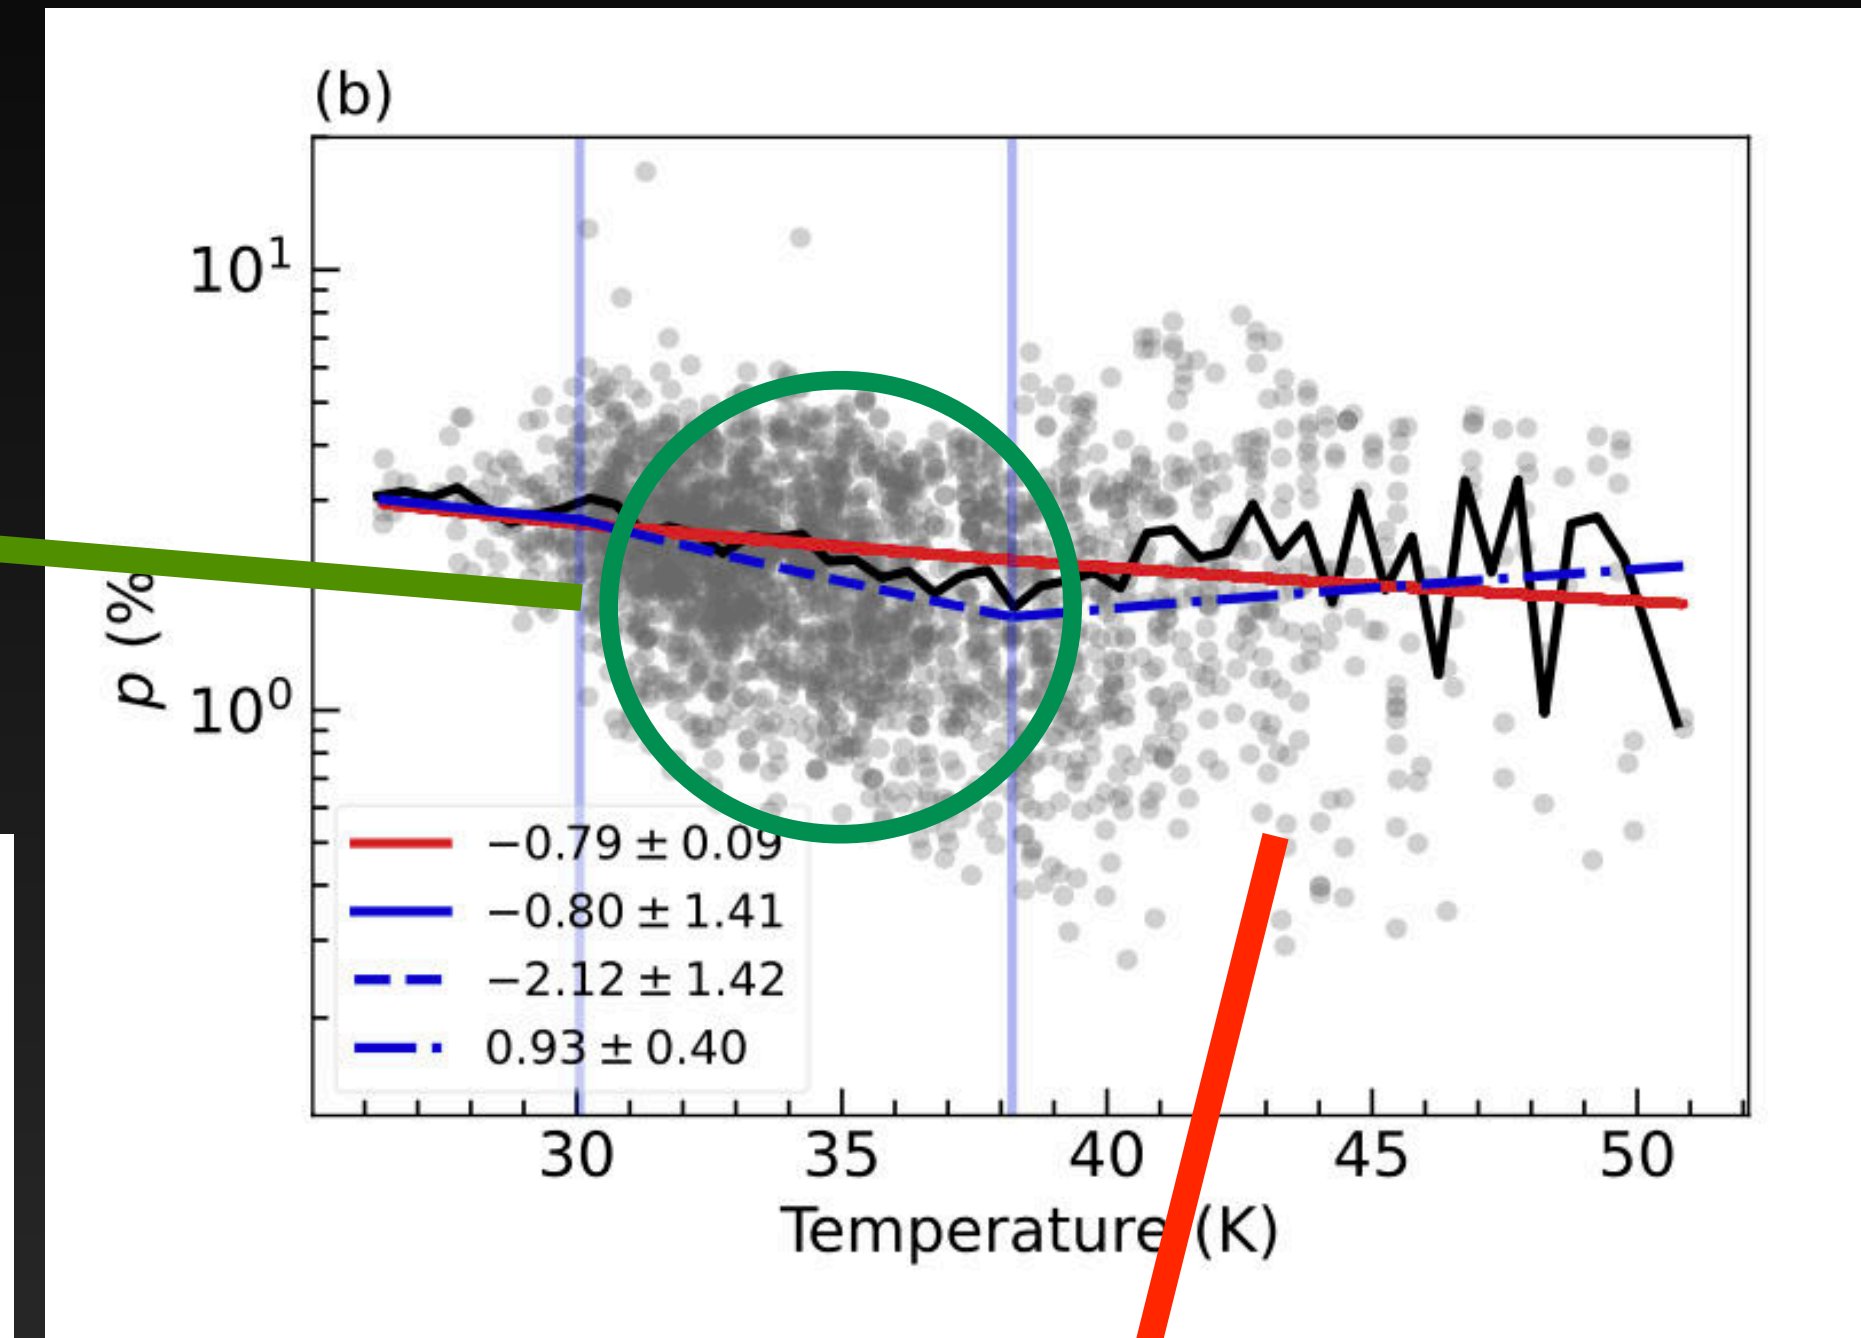 (b)
10¹
10⁰
p (%
−0.79 ± 0.09
−0.80 ± 1.41
−2.12 ± 1.42
0.93 ± 0.40
30 35 40 45 50
Temperature (K)